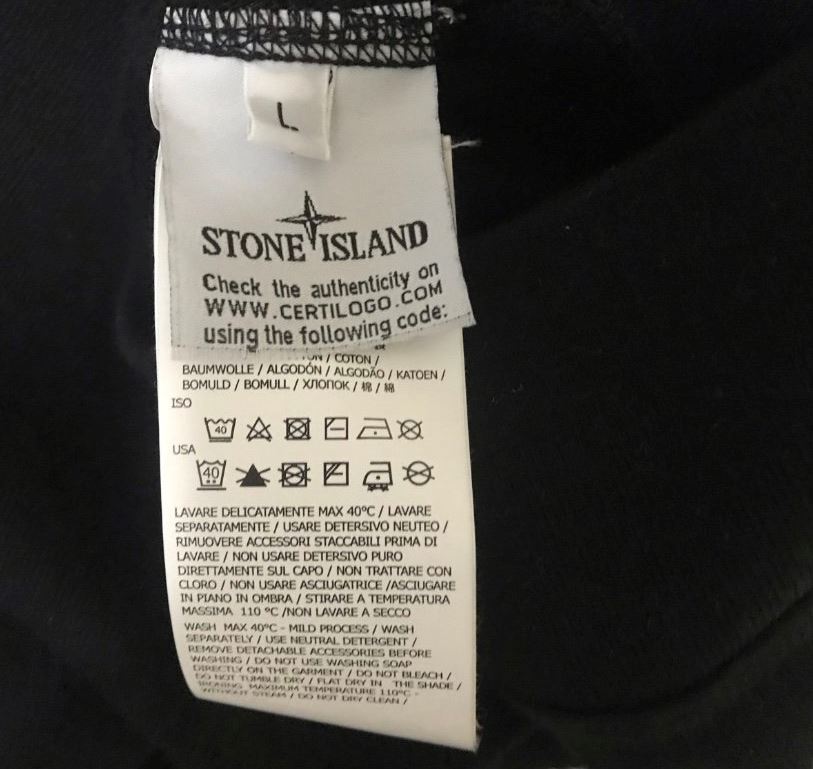 L
STONE ISLAND
Check the authenticity on
WWW.CERTILOGO.COM
using the following code:
/ COTON /
BAUMWOLLE / ALGODÓN / ALGODÃO / KATOEN /
BOMULD / BOMULL / ХЛОПОК / 棉 / 綿
ISO
40
USA
40
LAVARE DELICATAMENTE MAX 40°C / LAVARE
SEPARATAMENTE / USARE DETERSIVO NEUTEO /
RIMUOVERE ACCESSORI STACCABILI PRIMA DI
LAVARE / NON USARE DETERSIVO PURO
DIRETTAMENTE SUL CAPO / NON TRATTARE CON
CLORO / NON USARE ASCIUGATRICE /ASCIUGARE
IN PIANO IN OMBRA / STIRARE A TEMPERATURA
MASSIMA 110 °C /NON LAVARE A SECCO
WASH MAX 40°C - MILD PROCESS / WASH
SEPARATELY / USE NEUTRAL DETERGENT /
REMOVE DETACHABLE ACCESSORIES BEFORE
WASHING / DO NOT USE WASHING SOAP
DIRECTLY ON THE GARMENT / DO NOT BLEACH /
DO NOT TUMBLE DRY / FLAT DRY IN THE SHADE /
IRONING MAXIMUM TEMPERATURE 110°C -
WITHOUT STEAM / DO NOT DRY CLEAN /